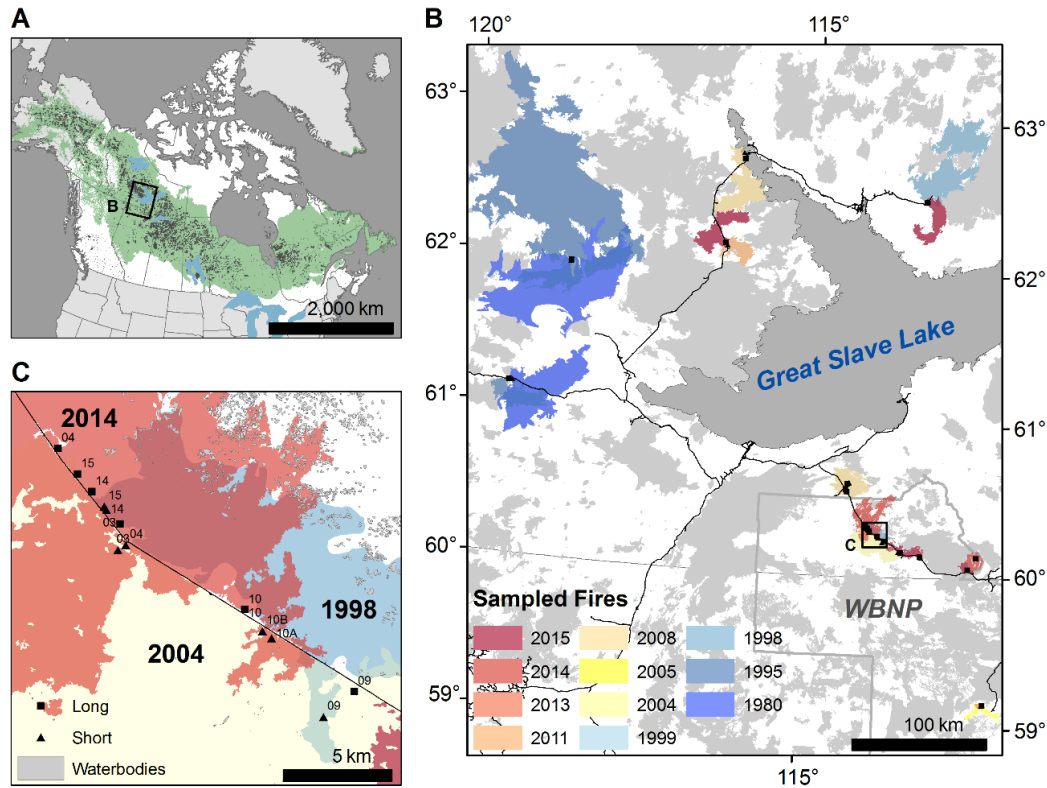 A
B
2,000 km
B
120°
115°
63°
63°
62°
62°
61°
61°
60°
60°
59°
59°
115°
Great Slave Lake
C
WBNP
Sampled Fires
2015
2008
1998
2014
2005
1995
2013
2004
1980
2011
1999
100 km
C
2014
04
15
14
15
14
03
04
03
10
10
10B
10A
1998
2004
09
09
Long
Short
Waterbodies
5 km